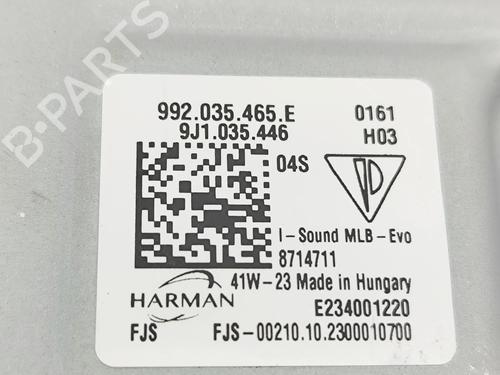 992.035.465.E 0161
9J1.035.446 H03
04S
I-Sound MLB-Evo
8714711
41W-23 Made in Hungary
HARMAN E234001220
FJS FJS-00210.10.2300010700
B-Parts